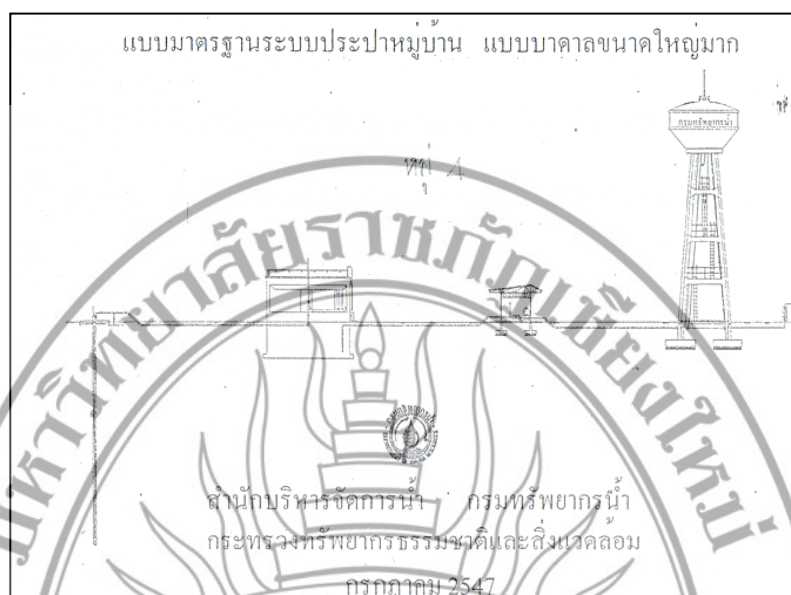 แบบมาตรฐานระบบประปาหมู่บ้าน แบบบาดาลขนาดใหญ่มาก
กรมทรัพยากรน้ำ
มหาวิทยาลัยราชภัฏเชียงใหม่
สำนักบริหารจัดการน้ำ กรมทรัพยากรน้ำ
กระทรวงทรัพยากรธรรมชาติและสิ่งแวดล้อม
กรกฎาคม 2547